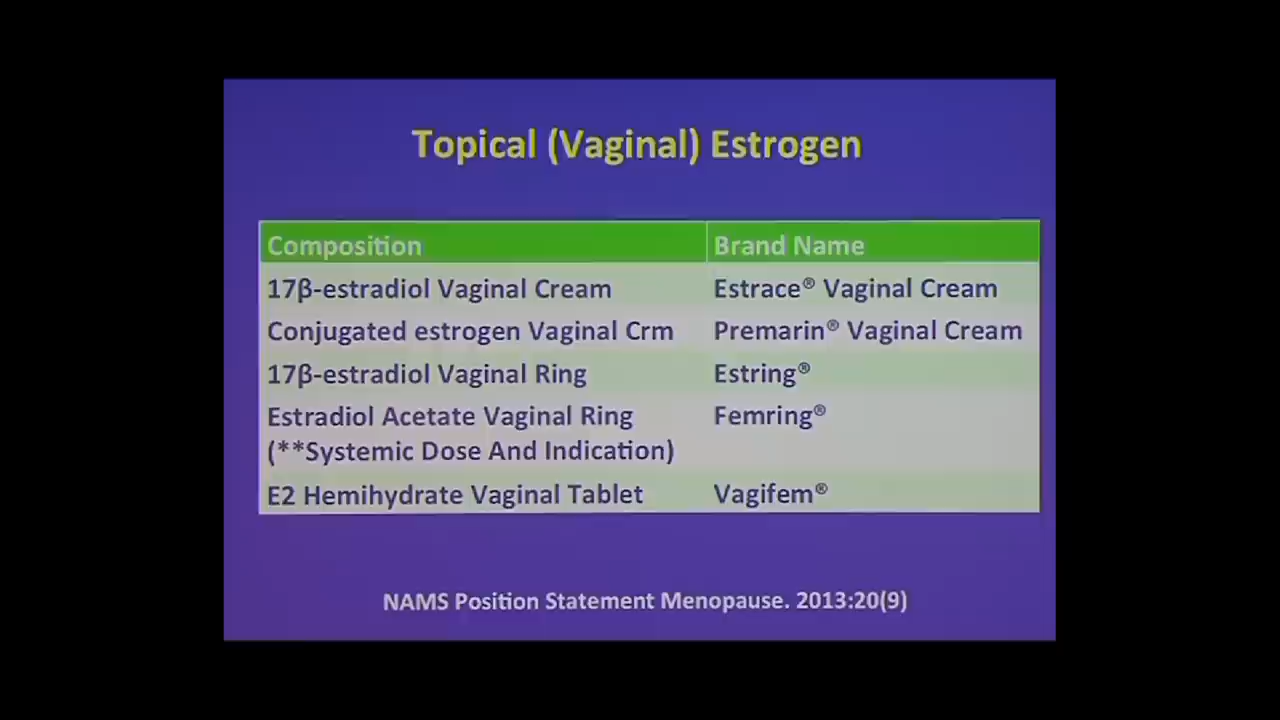 Topical (Vaginal) Estrogen
Composition Brand Name
17β-estradiol Vaginal Cream Estrace® Vaginal Cream
Conjugated estrogen Vaginal Crm Premarin® Vaginal Cream
17β-estradiol Vaginal Ring Estring®
Estradiol Acetate Vaginal Ring Femring®
(**Systemic Dose And Indication)
E2 Hemihydrate Vaginal Tablet Vagifem®
NAMS Position Statement Menopause. 2013:20(9)